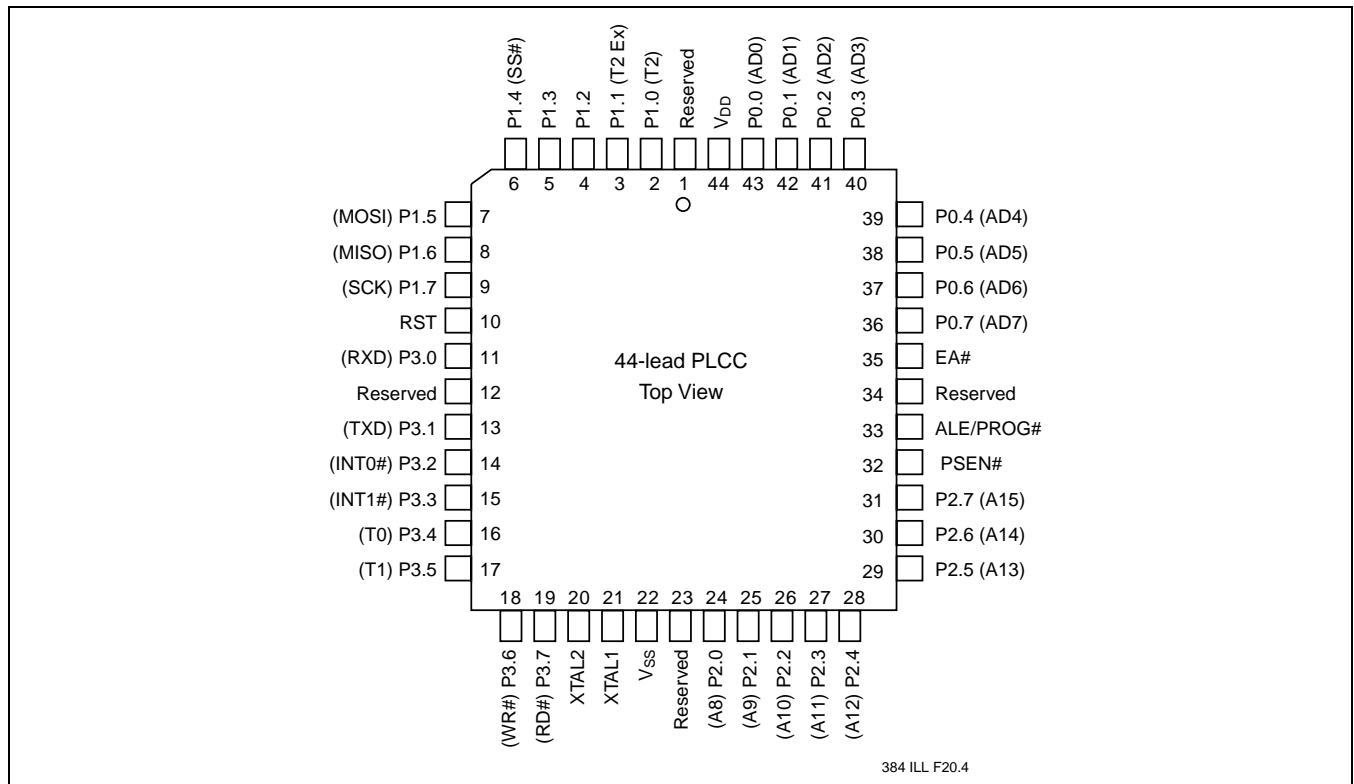 P1.4 (SS#)
P1.3
P1.2
P1.1 (T2 Ex)
P1.0 (T2)
Reserved
VDD
P0.0 (AD0)
P0.1 (AD1)
P0.2 (AD2)
P0.3 (AD3)
6 5 4 3 2 1 44 43 42 41 40
(MOSI) P1.5 7
(MISO) P1.6 8
(SCK) P1.7 9
RST 10
(RXD) P3.0 11
Reserved 12
(TXD) P3.1 13
(INT0#) P3.2 14
(INT1#) P3.3 15
(T0) P3.4 16
(T1) P3.5 17
44-lead PLCC
Top View
39 P0.4 (AD4)
38 P0.5 (AD5)
37 P0.6 (AD6)
36 P0.7 (AD7)
35 EA#
34 Reserved
33 ALE/PROG#
32 PSEN#
31 P2.7 (A15)
30 P2.6 (A14)
29 P2.5 (A13)
18 19 20 21 22 23 24 25 26 27 28
(WR#) P3.6
(RD#) P3.7
XTAL2
XTAL1
VSS
Reserved
(A8) P2.0
(A9) P2.1
(A10) P2.2
(A11) P2.3
(A12) P2.4
384 ILL F20.4